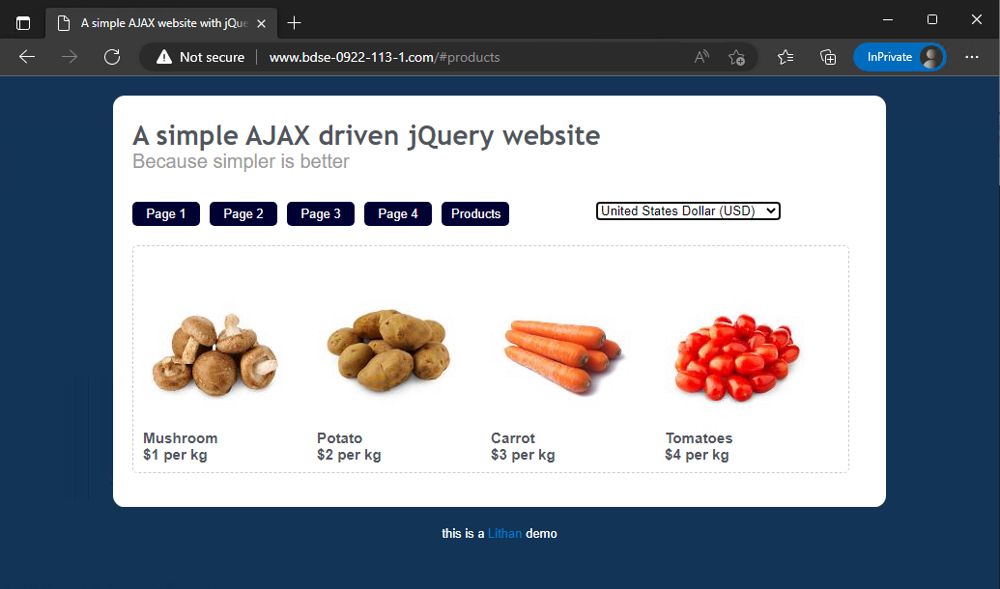 A simple AJAX website with jQue
Not secure
www.bdse-0922-113-1.com/#products
InPrivate
A simple AJAX driven jQuery website
Because simpler is better
Page 1
Page 2
Page 3
Page 4
Products
United States Dollar (USD)
Mushroom
$1 per kg
Potato
$2 per kg
Carrot
$3 per kg
Tomatoes
$4 per kg
this is a Lithan demo